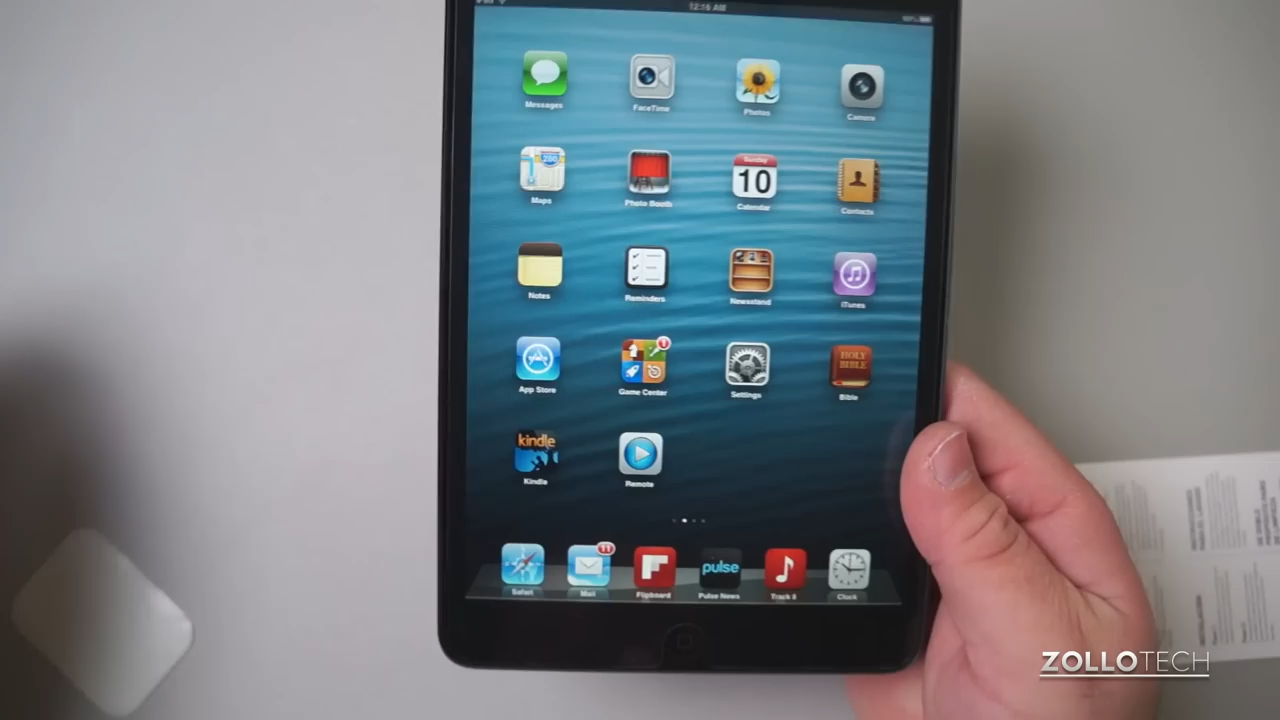 12:16 AM
Messages
FaceTime
Photos
Camera
280
Maps
Photo Booth
Sunday
10
Calendar
Contacts
Notes
Reminders
Newsstand
iTunes
App Store
1
Game Center
Settings
HOLY BIBLE
Bible
kindle
Kindle
Remote
Safari
11
Mail
Flipboard
pulse
Pulse News
Track 8
Clock
ZOLLOTECH